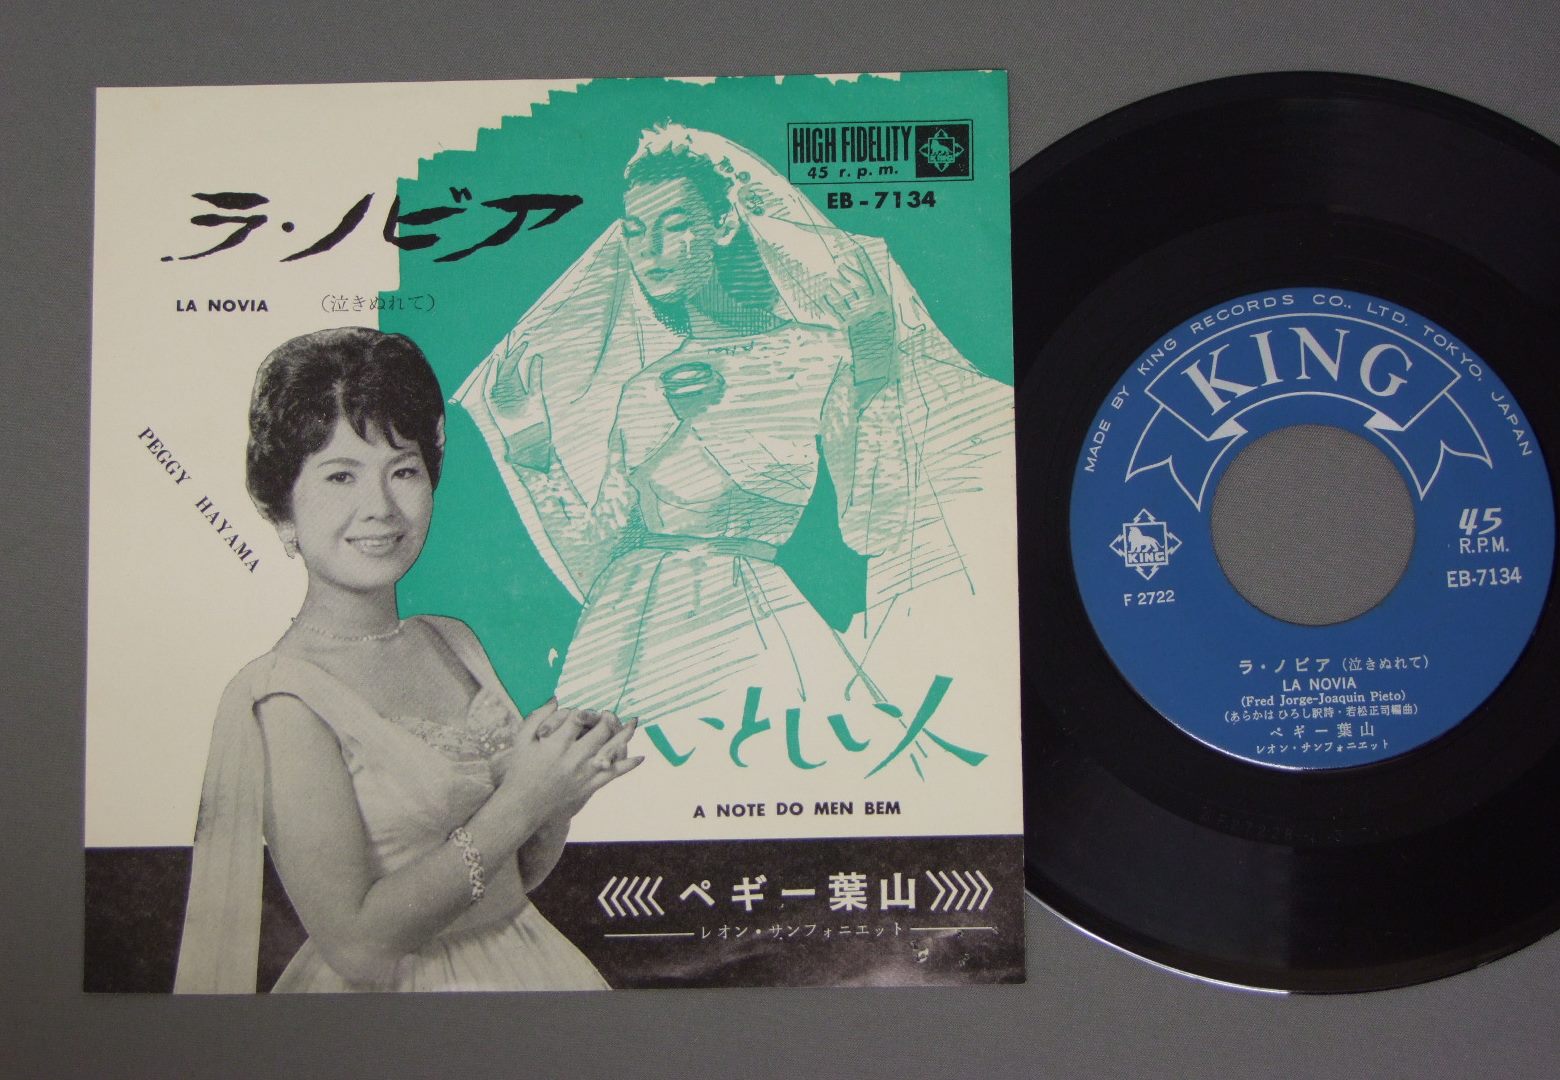 ラ・ノビア
LA NOVIA
(泣きぬれて)
HIGH FIDELITY
45 r. p. m.
KING
EB-7134
PEGGY HAYAMA
いとしい人
A NOTE DO MEN BEM
ペギー葉山
レオン・サンフォニエット
MADE BY KING RECORDS CO., LTD. TOKYO, JAPAN
KING
45
R.P.M.
KING
F 2722
EB-7134
ラ・ノビア (泣きぬれて)
LA NOVIA
(Fred Jorge-Joaquin Pieto)
(あらかは ひろし訳詩・若松正司編曲)
ペギー葉山
レオン・サンフォニエット